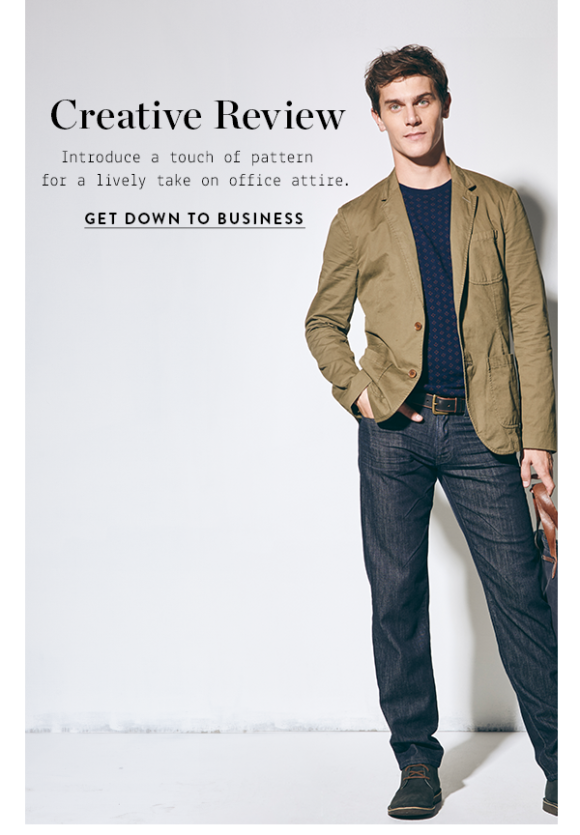 Creative Review
Introduce a touch of pattern
for a lively take on office attire.
GET DOWN TO BUSINESS